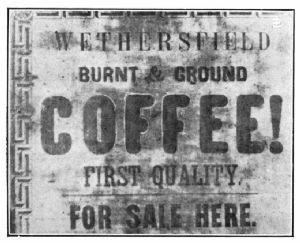 WETHERSFIELD
BURNT & GROUND
COFFEE!
FIRST QUALITY,
FOR SALE HERE.